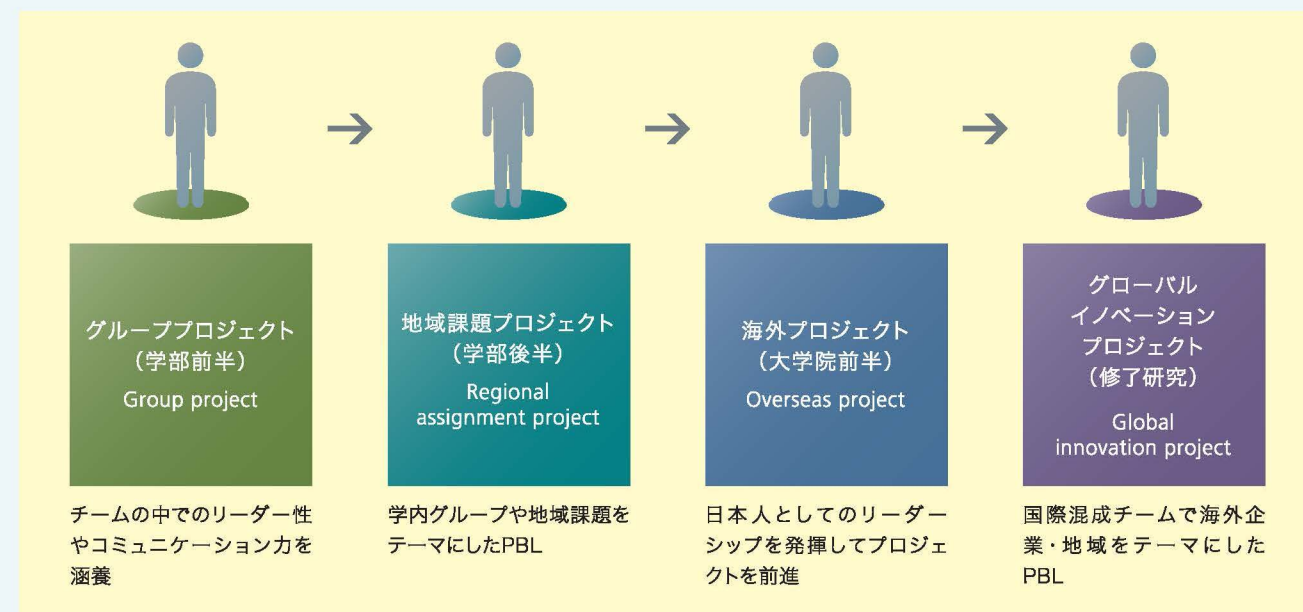 グループプロジェクト
（学部前半）
Group project
地域課題プロジェクト
（学部後半）
Regional
assignment project
海外プロジェクト
（大学院前半）
Overseas project
グローバル
イノベーション
プロジェクト
（修了研究）
Global
innovation project
チームの中でのリーダー性
やコミュニケーション力を
涵養
学内グループや地域課題を
テーマにしたPBL
日本人としてのリーダー
シップを発揮してプロジェ
クトを前進
国際混成チームで海外企
業・地域をテーマにした
PBL